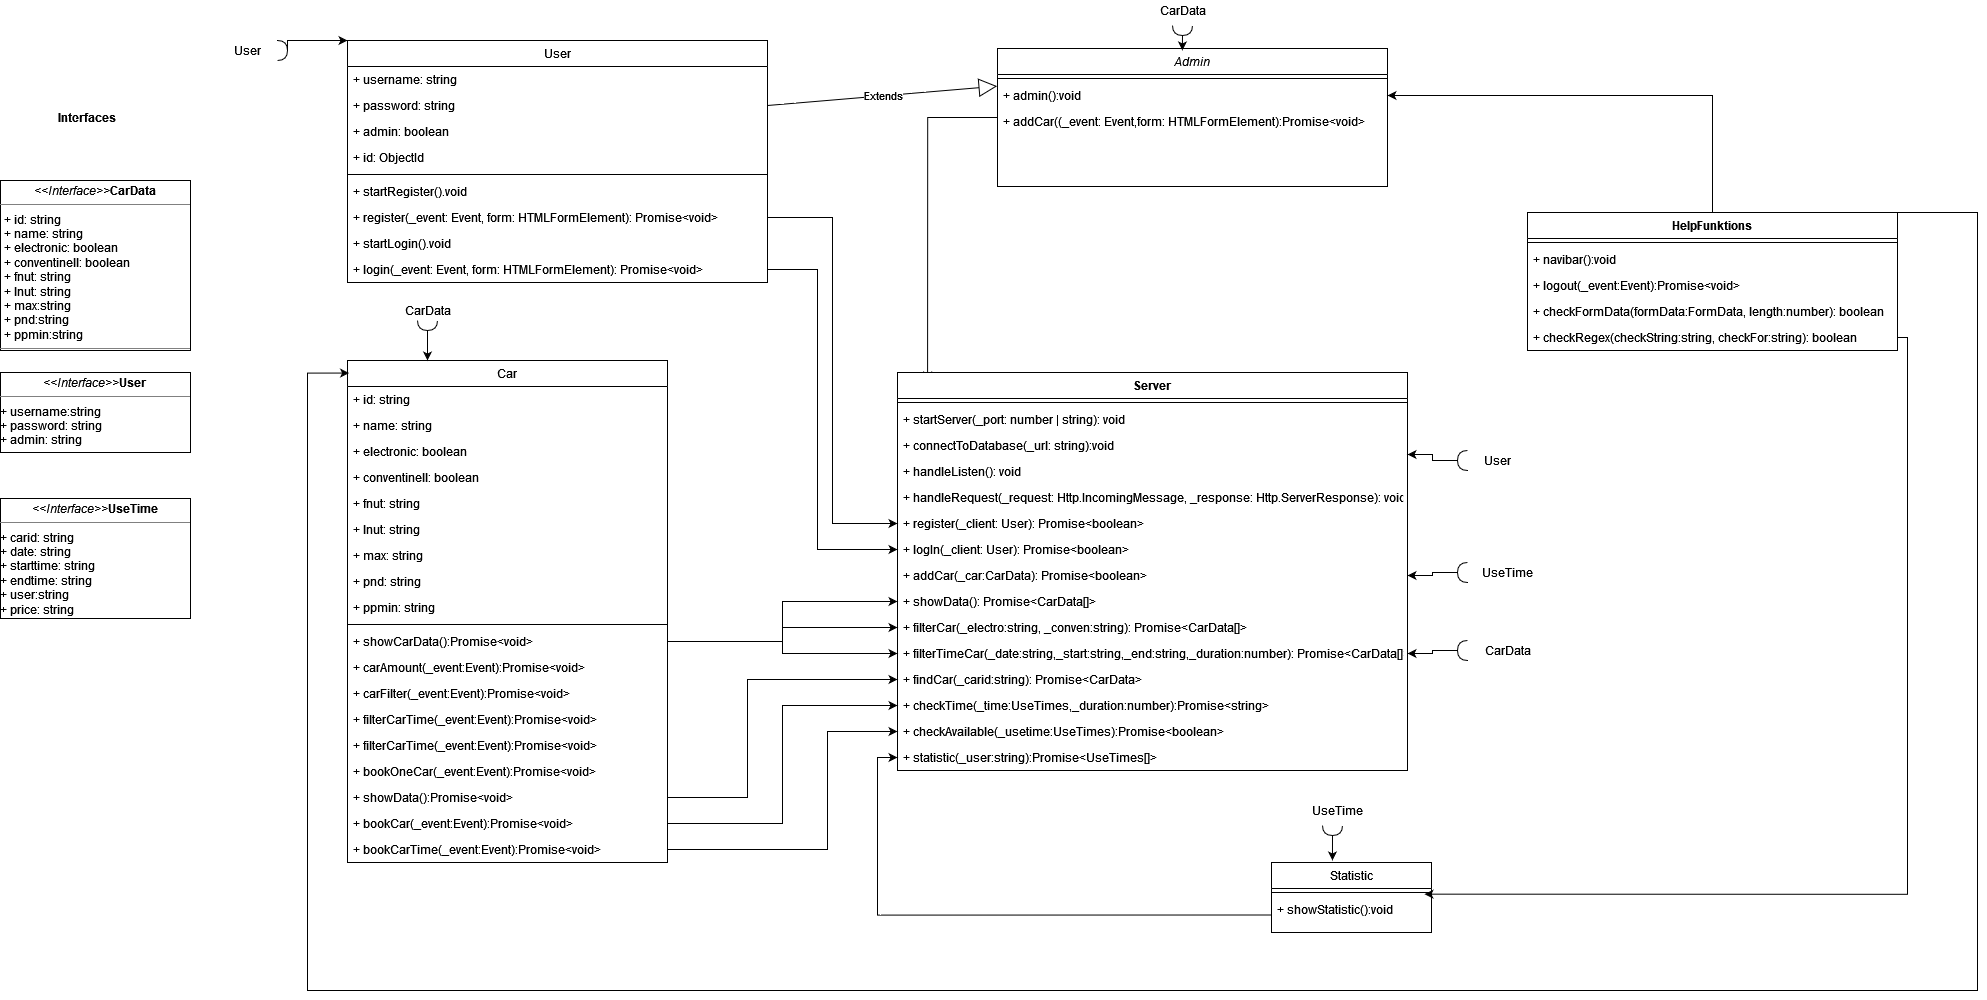 Interfaces
<<Interface>>CarData
+ id: string
+ name: string
+ electronic: boolean
+ conventinell: boolean
+ fnut: string
+ lnut: string
+ max:string
+ pnd:string
+ ppmin:string
<<Interface>>User
+ username:string
+ password: string
+ admin: string
<<Interface>>UseTime
+ carid: string
+ date: string
+ starttime: string
+ endtime: string
+ user:string
+ price: string
User
User
+ username: string
+ password: string
+ admin: boolean
+ id: ObjectId
+ startRegister().void
+ register(_event: Event, form: HTMLFormElement): Promise<void>
+ startLogin().void
+ login(_event: Event, form: HTMLFormElement): Promise<void>
Extends
CarData
Admin
+ admin():void
+ addCar((_event: Event,form: HTMLFormElement):Promise<void>
HelpFunktions
+ navibar():void
+ logout(_event:Event):Promise<void>
+ checkFormData(formData:FormData, length:number): boolean
+ checkRegex(checkString:string, checkFor:string): boolean
CarData
Car
+ id: string
+ name: string
+ electronic: boolean
+ conventinell: boolean
+ fnut: string
+ lnut: string
+ max: string
+ pnd: string
+ ppmin: string
+ showCarData():Promise<void>
+ carAmount(_event:Event):Promise<void>
+ carFilter(_event:Event):Promise<void>
+ filterCarTime(_event:Event):Promise<void>
+ filterCarTime(_event:Event):Promise<void>
+ bookOneCar(_event:Event):Promise<void>
+ showData():Promise<void>
+ bookCar(_event:Event):Promise<void>
+ bookCarTime(_event:Event):Promise<void>
Server
+ startServer(_port: number | string): void
+ connectToDatabase(_url: string):void
+ handleListen(): void
+ handleRequest(_request: Http.IncomingMessage, _response: Http.ServerResponse): void
+ register(_client: User): Promise<boolean>
+ logIn(_client: User): Promise<boolean>
+ addCar(_car:CarData): Promise<boolean>
+ showData(): Promise<CarData[]>
+ filterCar(_electro:string, _conven:string): Promise<CarData[]>
+ filterTimeCar(_date:string,_start:string,_end:string,_duration:number): Promise<CarData[]
+ findCar(_carid:string): Promise<CarData>
+ checkTime(_time:UseTimes,_duration:number):Promise<string>
+ checkAvailable(_usetime:UseTimes):Promise<boolean>
+ statistic(_user:string):Promise<UseTimes[]>
User
UseTime
CarData
UseTime
Statistic
+ showStatistic():void